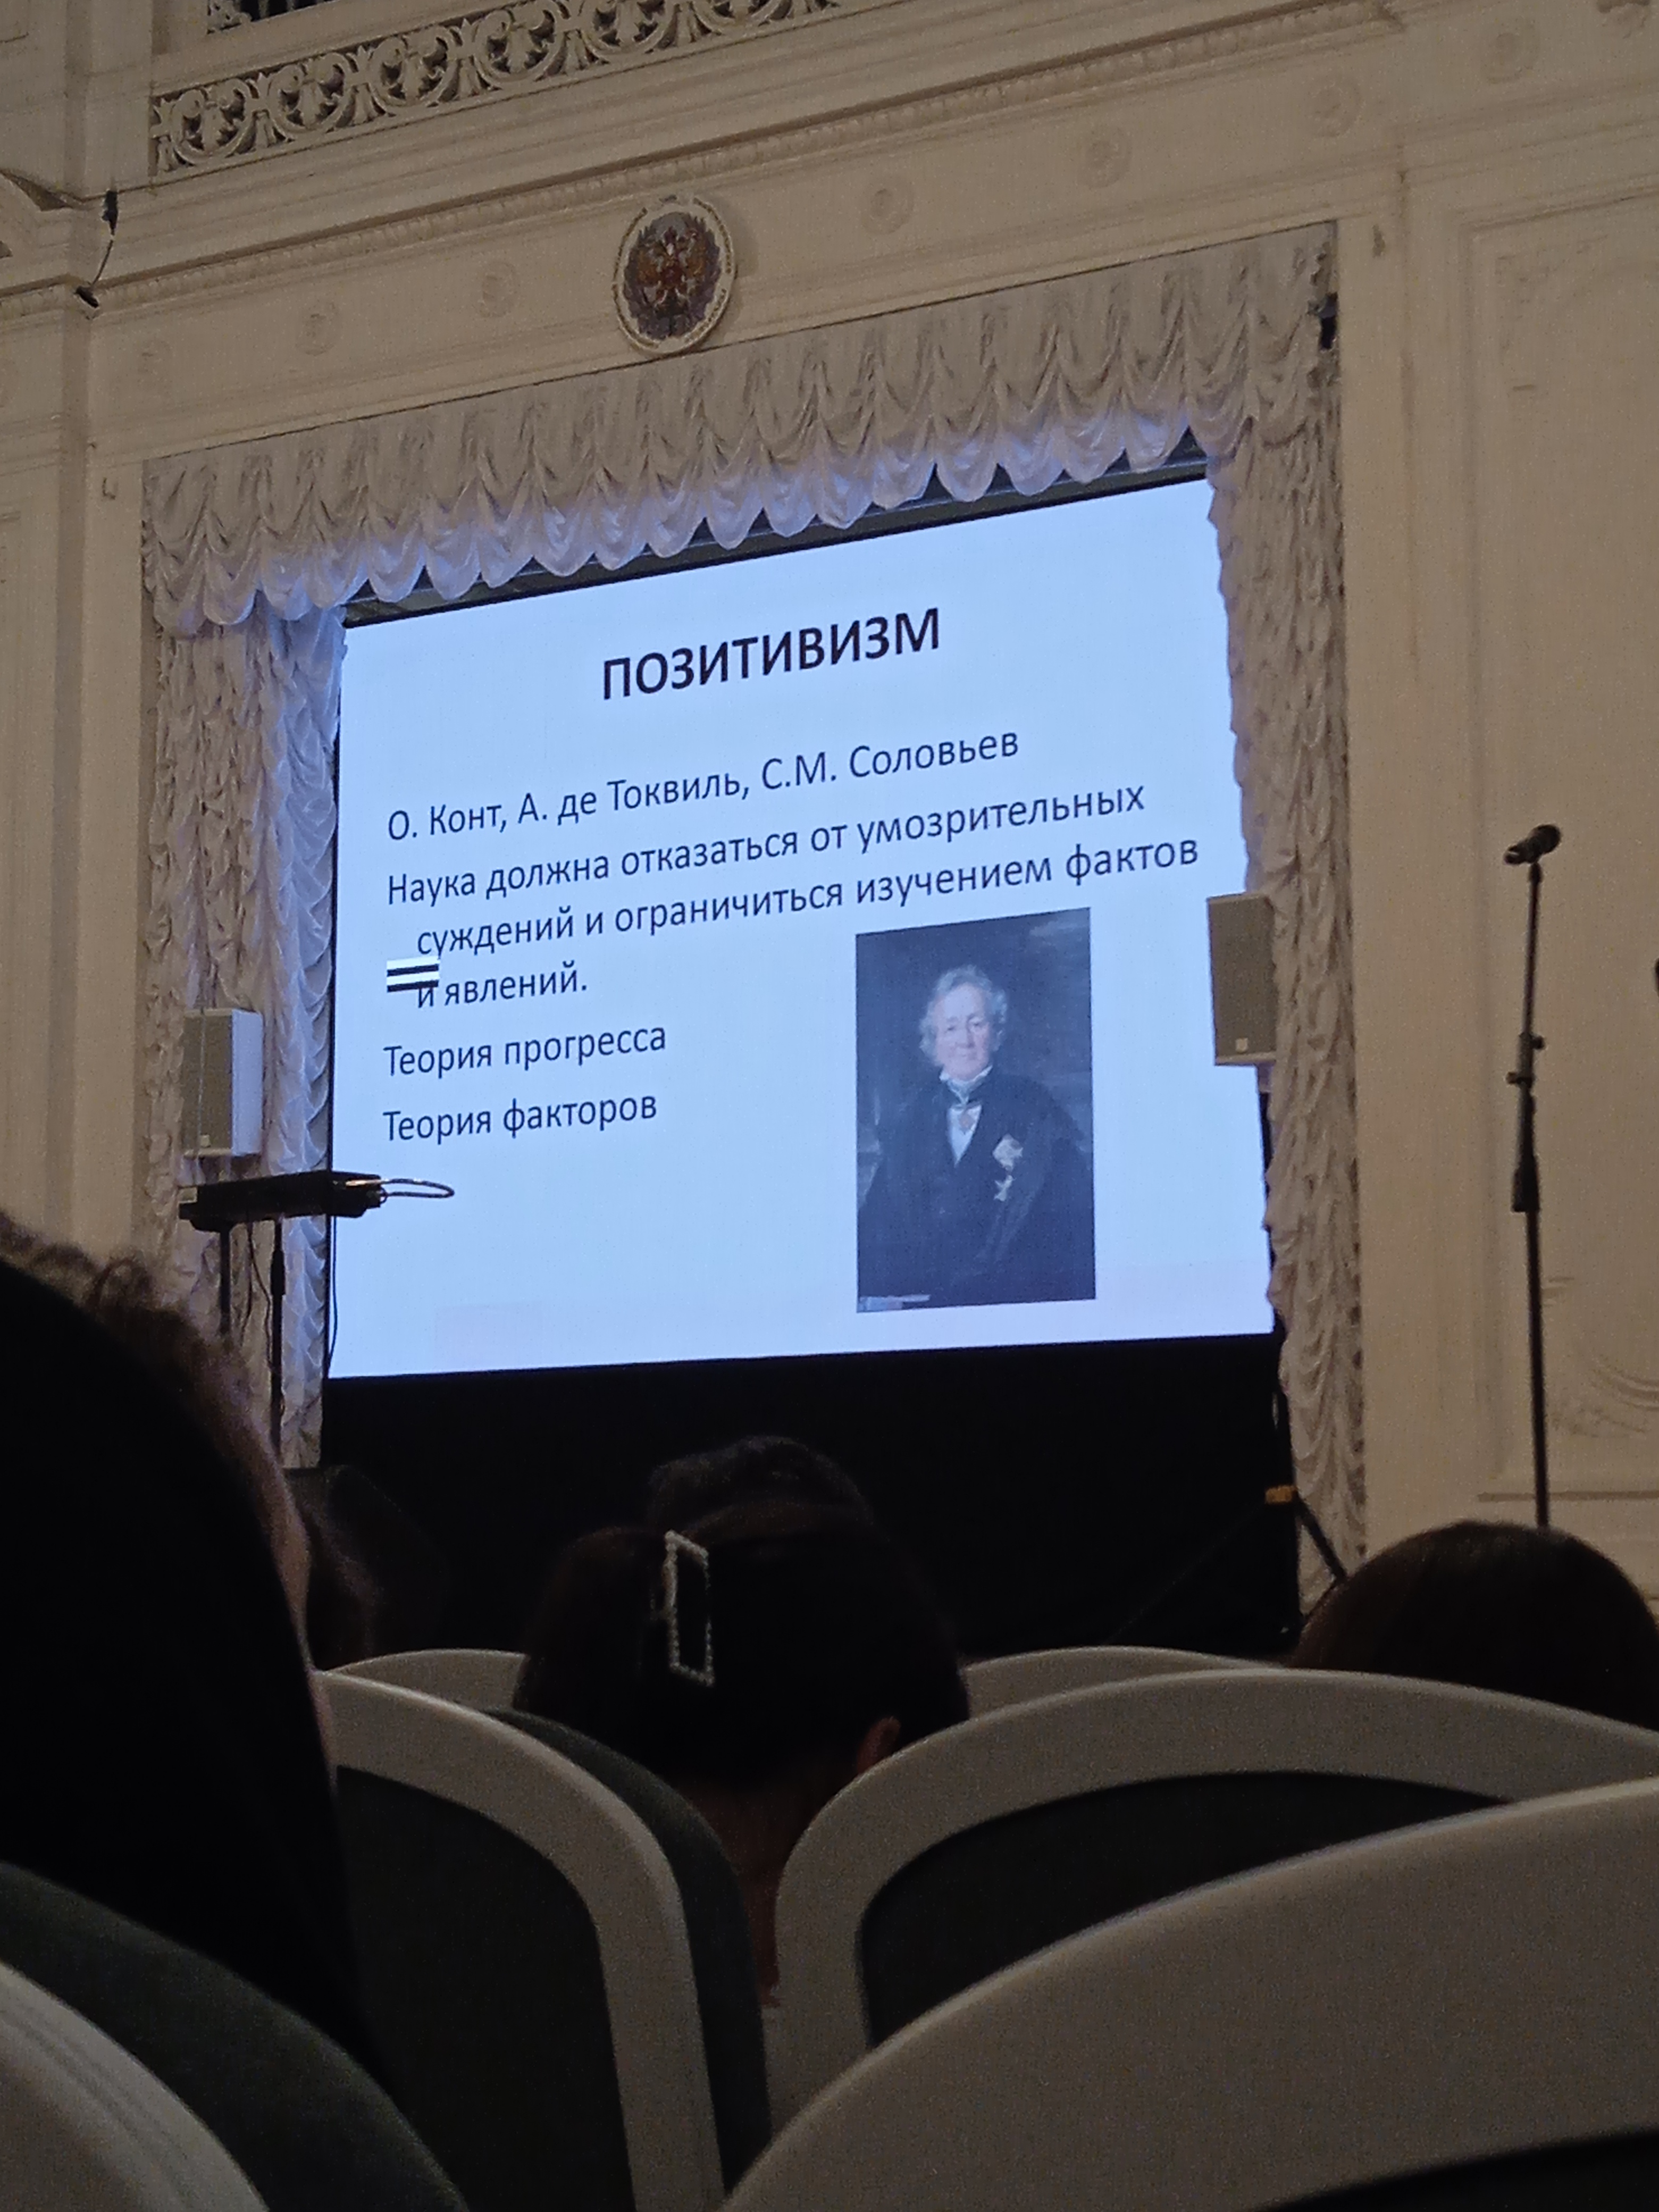 ПОЗИТИВИЗМ
О. Конт, А. де Токвиль, С.М. Соловьев
Наука должна отказаться от умозрительных
суждений и ограничиться изучением фактов
и явлений.
Теория прогресса
Теория факторов